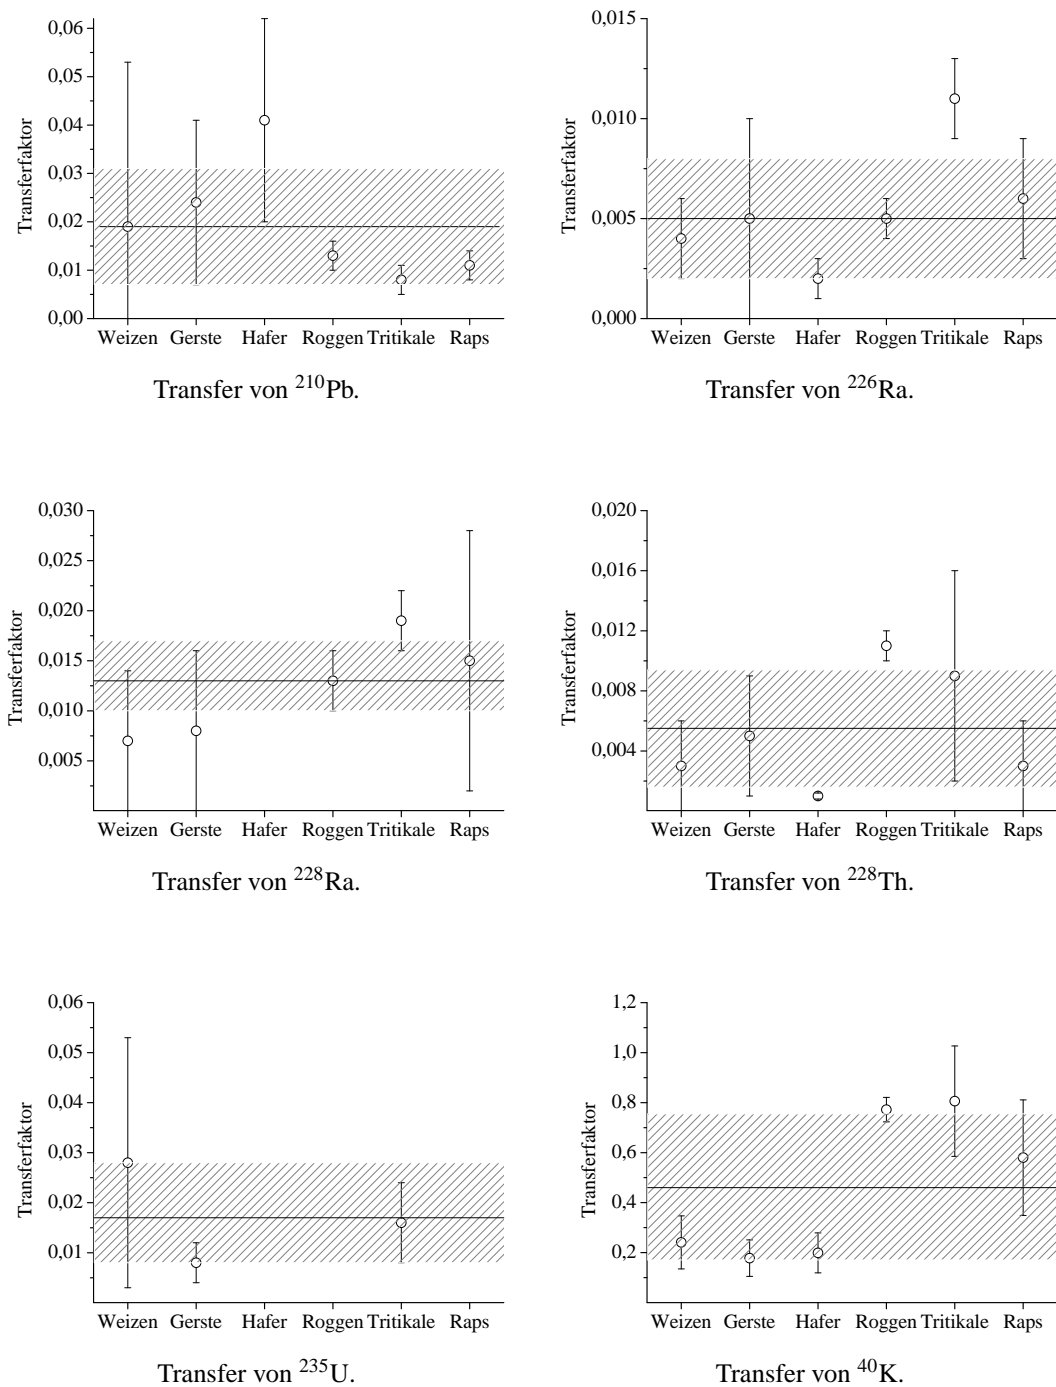 Transferfaktor
0,06
0,05
0,04
0,03
0,02
0,01
0,00
Weizen Gerste Hafer Roggen Tritikale Raps
Transfer von ²¹⁰Pb.
Transferfaktor
0,015
0,010
0,005
0,000
Weizen Gerste Hafer Roggen Tritikale Raps
Transfer von ²²⁶Ra.
Transferfaktor
0,030
0,025
0,020
0,015
0,010
0,005
Weizen Gerste Hafer Roggen Tritikale Raps
Transfer von ²²⁸Ra.
Transferfaktor
0,020
0,016
0,012
0,008
0,004
Weizen Gerste Hafer Roggen Tritikale Raps
Transfer von ²²⁸Th.
Transferfaktor
0,06
0,05
0,04
0,03
0,02
0,01
Weizen Gerste Hafer Roggen Tritikale Raps
Transfer von ²³⁵U.
Transferfaktor
1,2
1,0
0,8
0,6
0,4
0,2
Weizen Gerste Hafer Roggen Tritikale Raps
Transfer von ⁴⁰K.